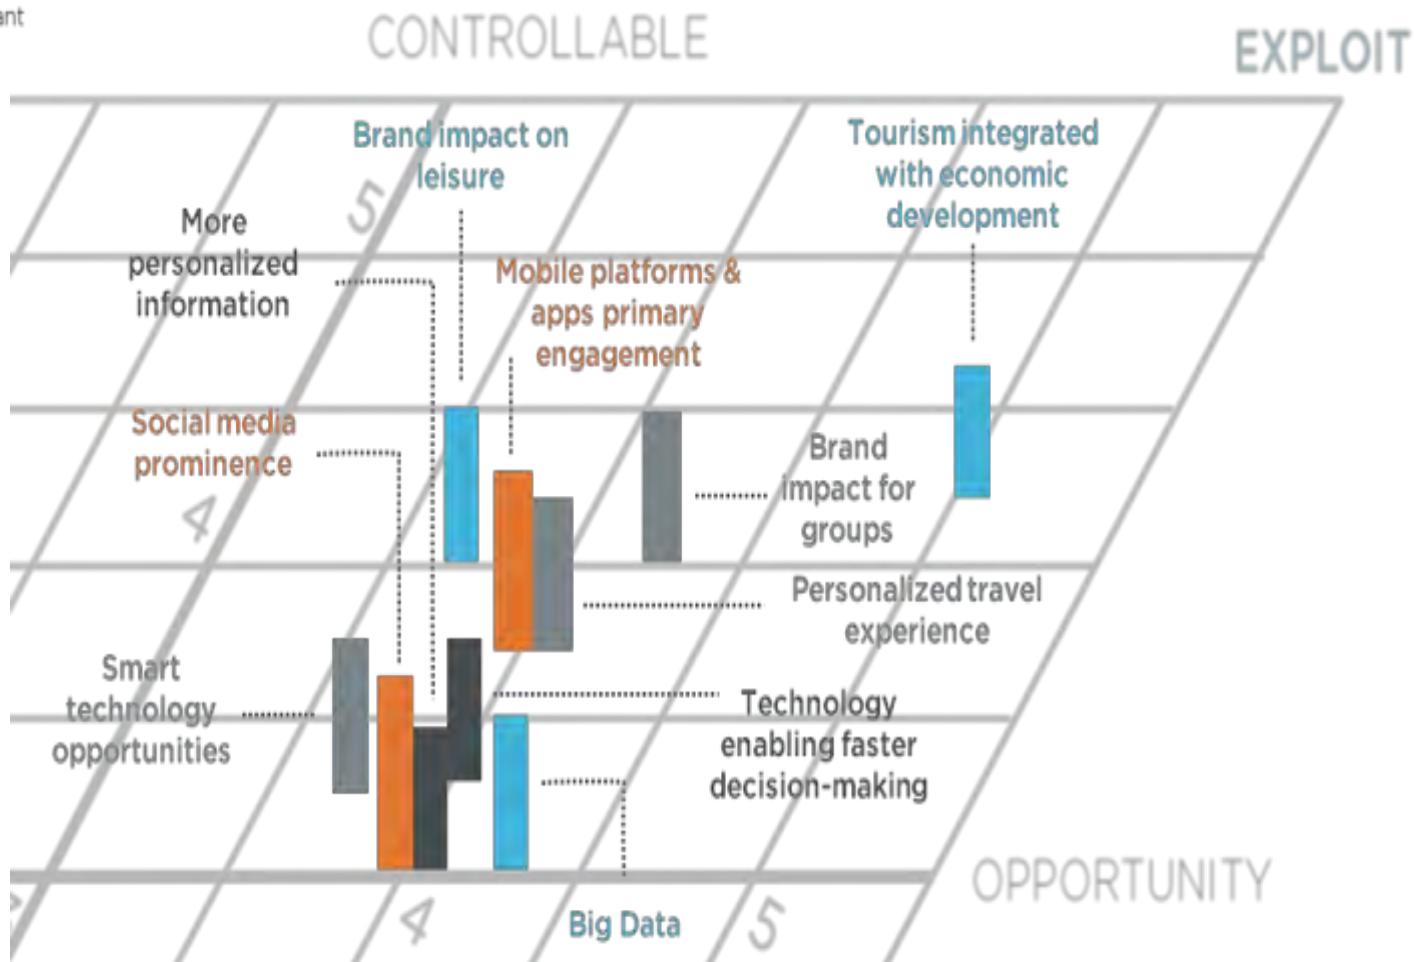 CONTROLLABLE
EXPLOIT
Brand impact on
leisure
Tourism integrated
with economic
development
5
More
personalized
information
Mobile platforms &
apps primary
engagement
Social media
prominence
Brand
impact for
groups
4
Personalized travel
experience
Smart
technology
opportunities
Technology
enabling faster
decision-making
OPPORTUNITY
4
Big Data
5